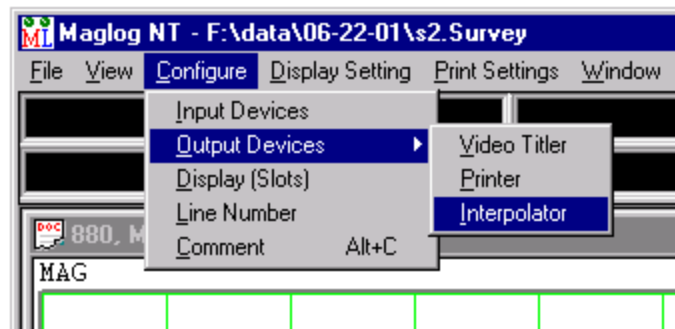 Maglog NT - F:\data\06-22-01\s2.Survey
File View Configure Display Setting Print Settings Window
Input Devices
Output Devices
Video Titler
Display (Slots)
Printer
Line Number
Interpolator
Comment Alt+C
880,
MAG